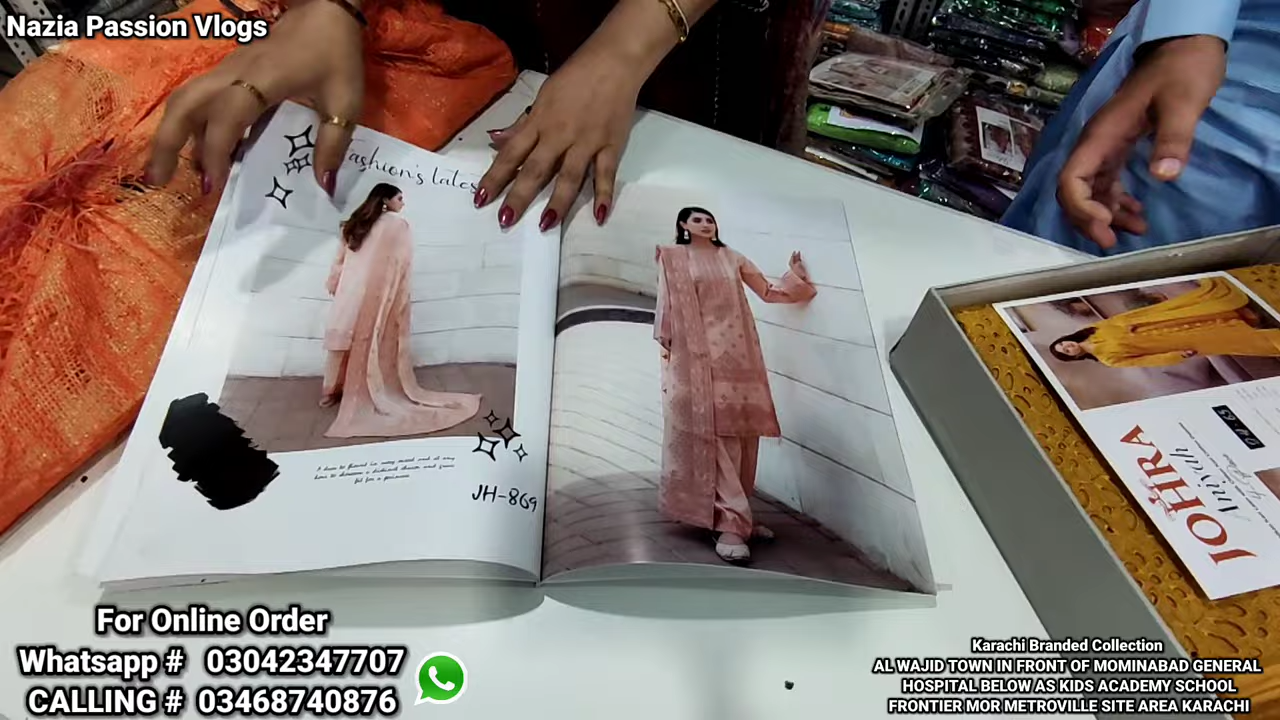 Nazia Passion Vlogs
Fashion's lates
JH-869
JOHRA
For Online Order
Whatsapp # 03042347707
CALLING # 03468740876
Karachi Branded Collection
AL WAJID TOWN IN FRONT OF MOMINABAD GENERAL
HOSPITAL BELOW AS KIDS ACADEMY SCHOOL
FRONTIER MOR METROVILLE SITE AREA KARACHI